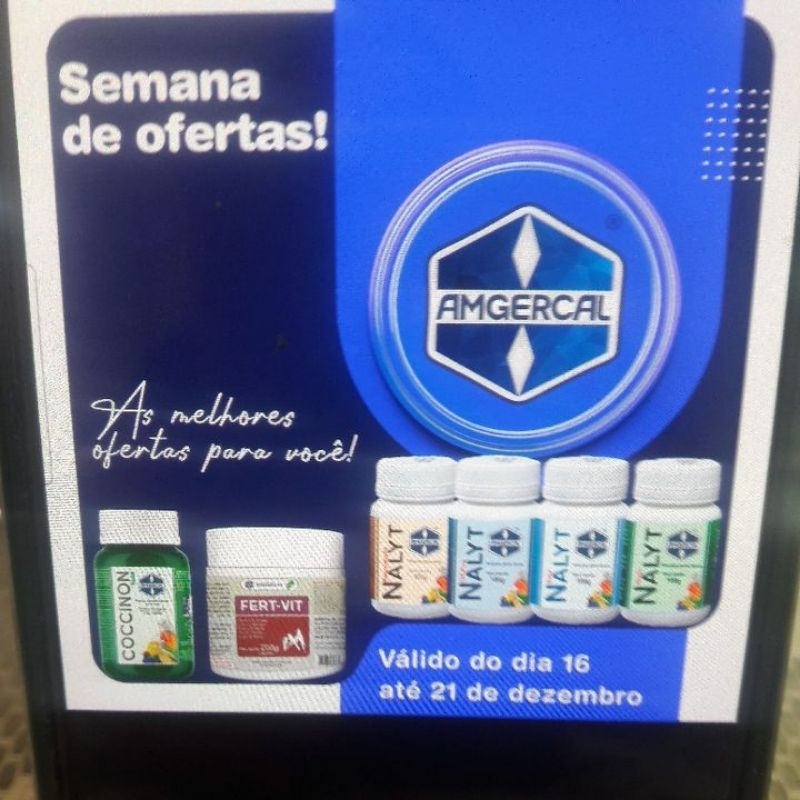 Semana
de ofertas!
AMGERCAL
As melhores
ofertas para você!
COCCINON
FERT-VIT
250g
NALYT
NALYT
NALYT
NALYT
Válido do dia 16
até 21 de dezembro